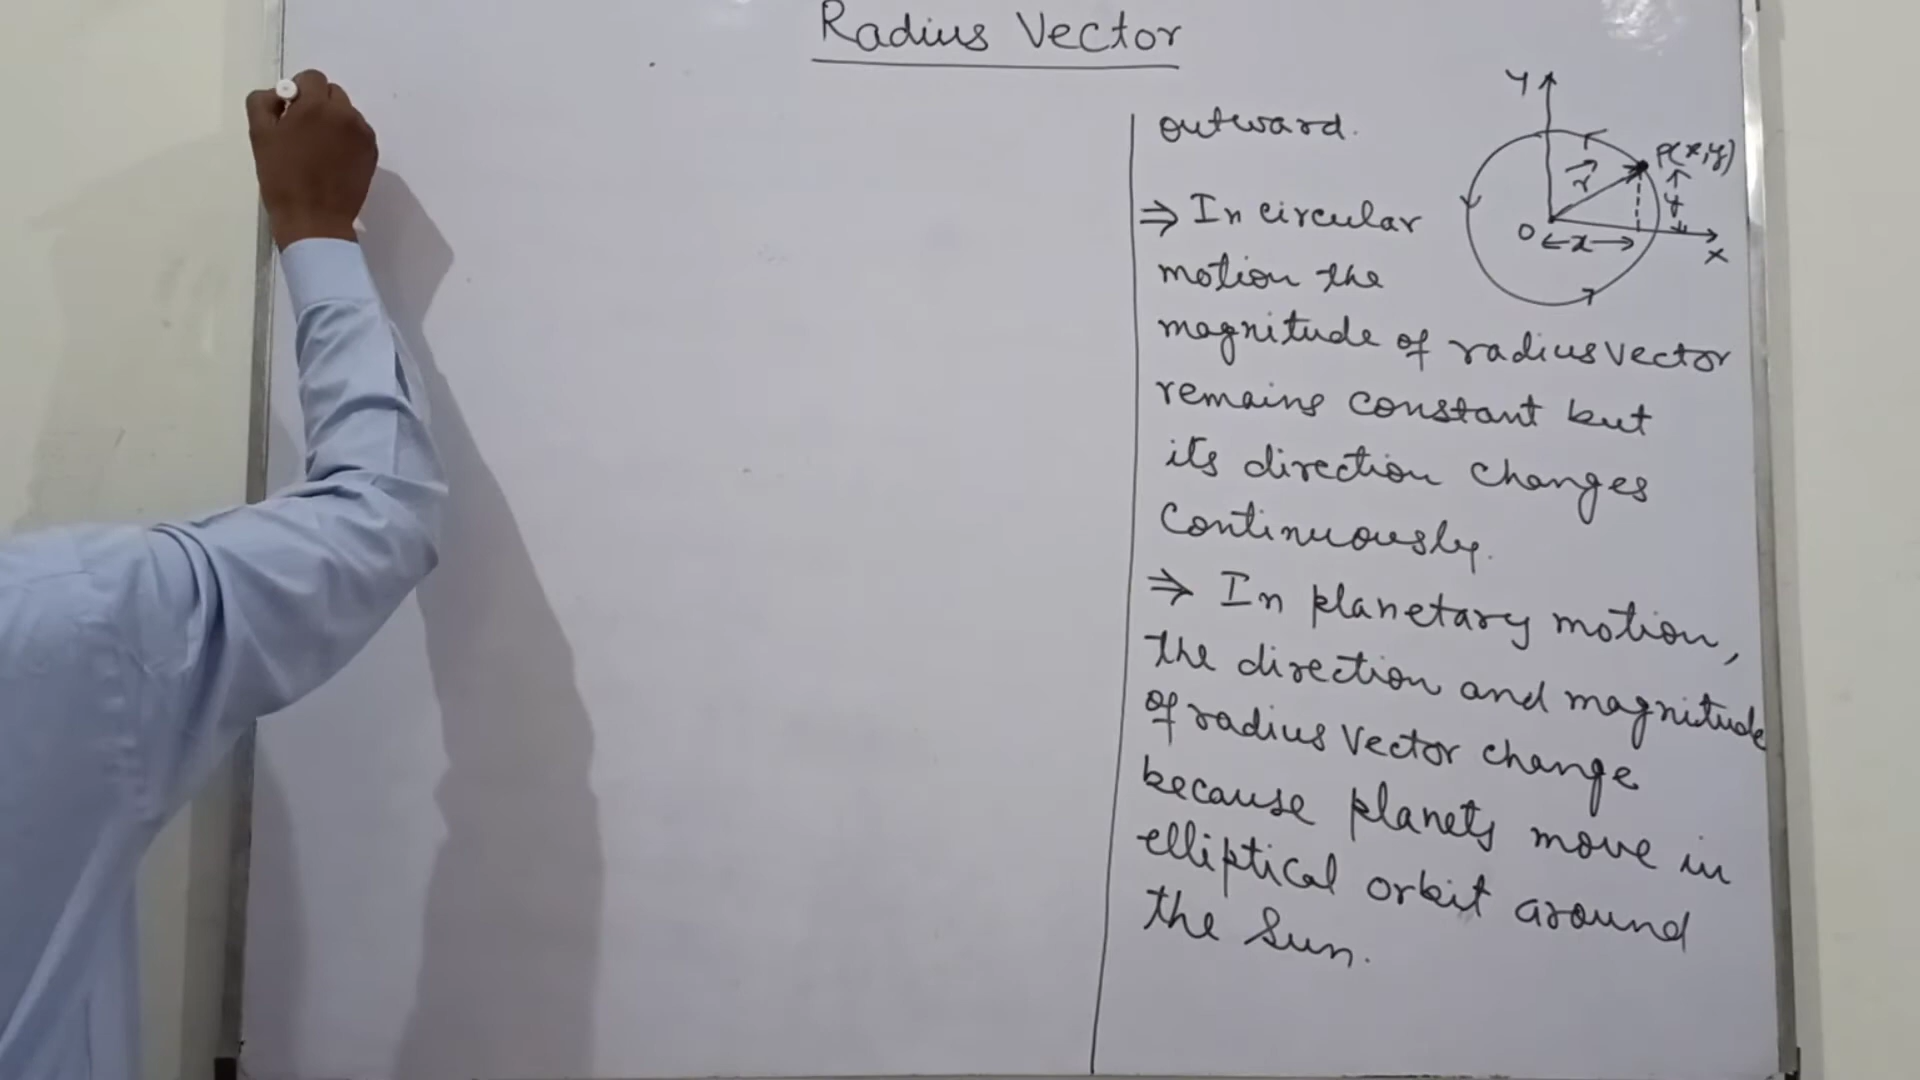 Radius Vector
outward.
⇒ In circular
motion the
magnitude of radius vector
remains constant but
its direction changes
continuously.
⇒ In planetary motion,
the direction and magnitude
of radius vector change
because planets move in
elliptical orbit around
the Sun.
Y
P(x,y)
r
y
O
x
X